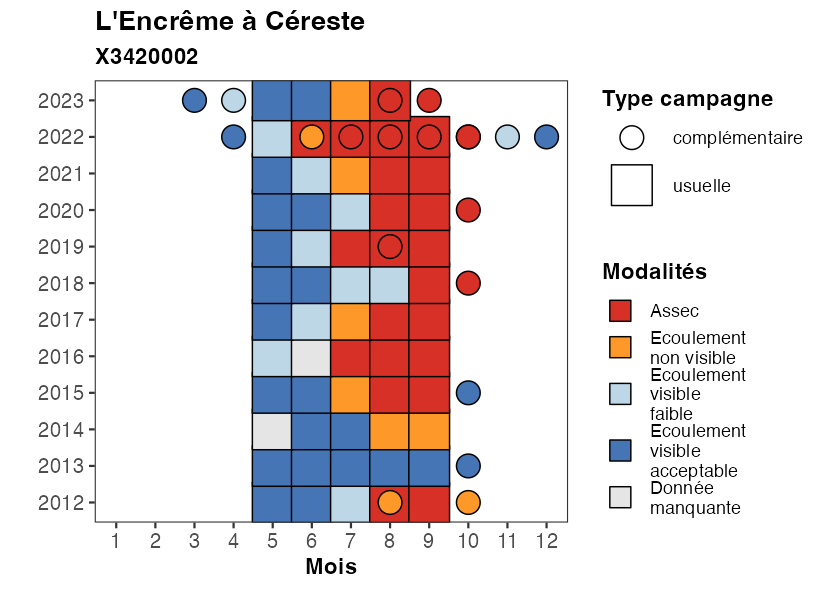 L'Encrême à Céreste
X3420002
2023
2022
2021
2020
2019
2018
2017
2016
2015
2014
2013
2012
1 2 3 4 5 6 7 8 9 10 11 12
Mois
Type campagne
complémentaire
usuelle
Modalités
Assec
Ecoulement
non visible
Ecoulement
visible
faible
Ecoulement
visible
acceptable
Donnée
manquante